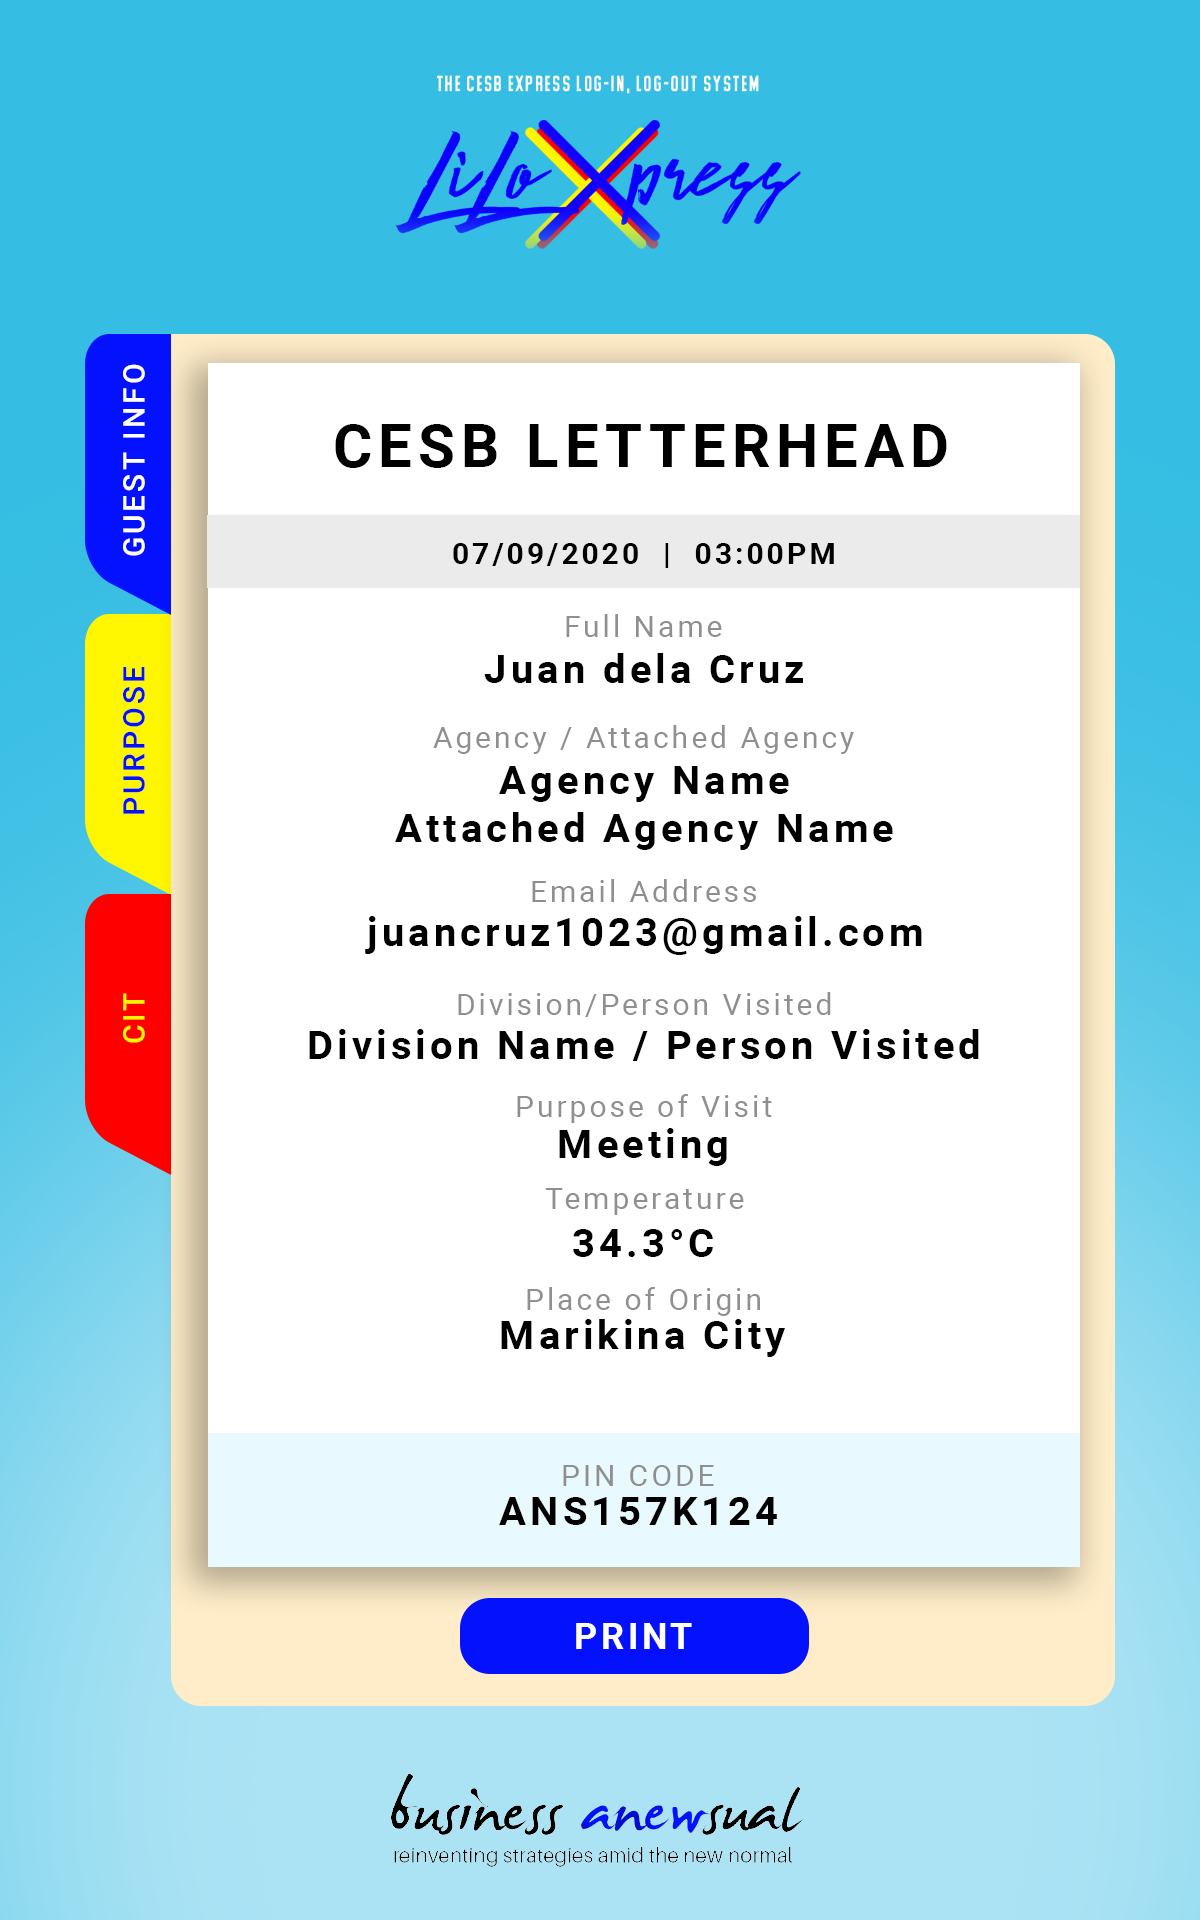 THE CESB EXPRESS LOG-IN, LOG-OUT SYSTEM
LiLo Xpress
GUEST INFO
PURPOSE
CIT
CESB LETTERHEAD
07/09/2020 | 03:00PM
Full Name
Juan dela Cruz
Agency / Attached Agency
Agency Name
Attached Agency Name
Email Address
juancruz1023@gmail.com
Division/Person Visited
Division Name / Person Visited
Purpose of Visit
Meeting
Temperature
34.3°C
Place of Origin
Marikina City
PIN CODE
ANS157K124
PRINT
business anewsual
reinventing strategies amid the new normal